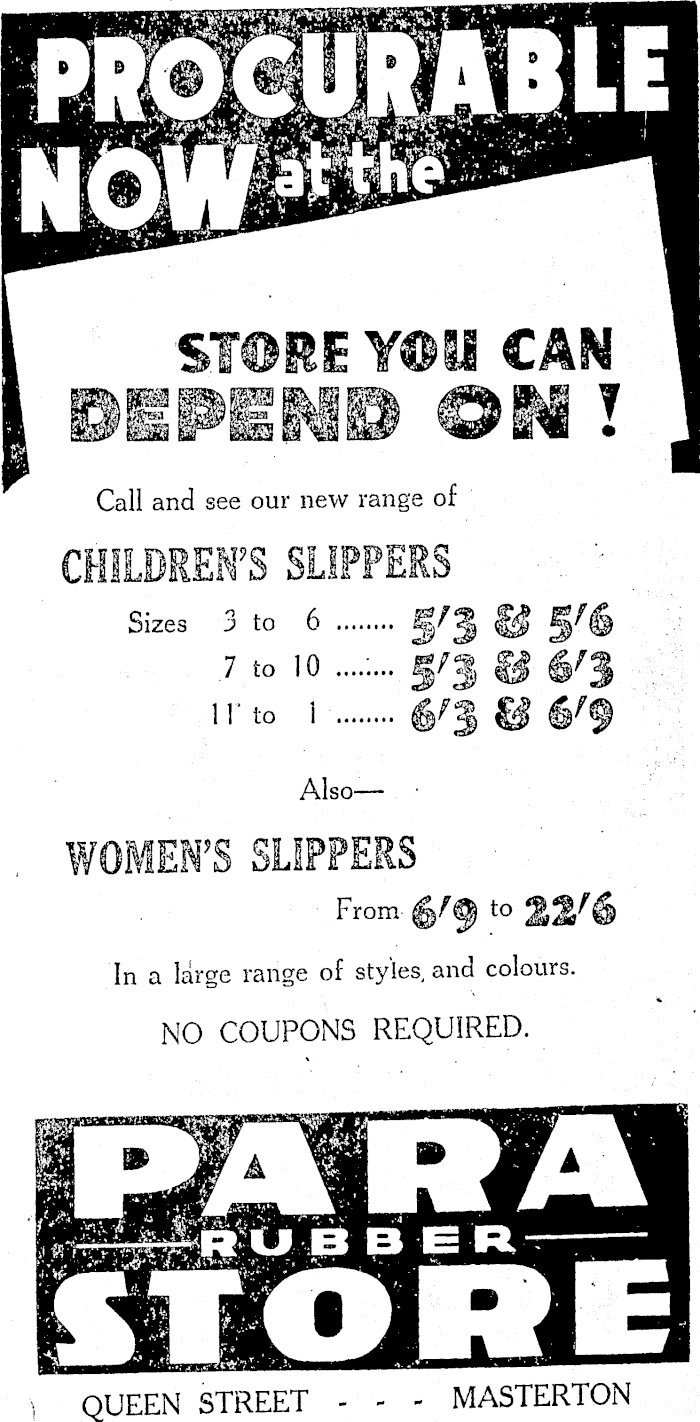 PROCURABLE
NOW at the
STORE YOU CAN
DEPEND ON!
Call and see our new range of
CHILDREN'S SLIPPERS
Sizes 3 to 6 ........ 5/3 & 5/6
7 to 10 ........ 5/3 & 6/3
11 to 1 ........ 6/3 & 6/9
Also—
WOMEN'S SLIPPERS
From 6/9 to 22/6
In a large range of styles, and colours.
NO COUPONS REQUIRED.
PARA
RUBBER
STORE
QUEEN STREET - - - MASTERTON